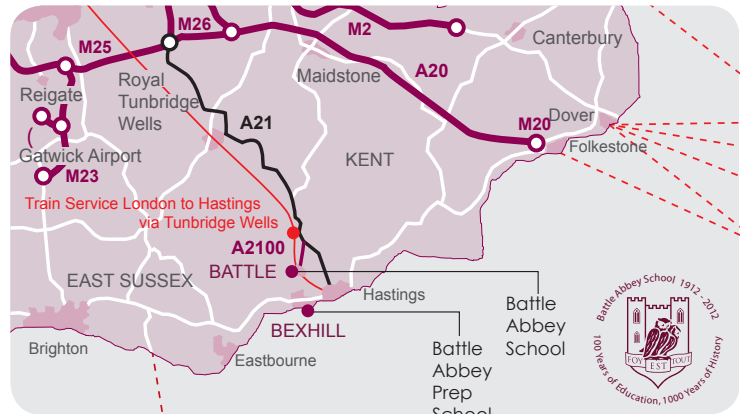 M26
M2
Canterbury
M25
Maidstone
A20
Royal
Tunbridge
Wells
Reigate
A21
M20
Dover
Folkestone
Gatwick Airport
KENT
M23
Train Service London to Hastings
via Tunbridge Wells
A2100
BATTLE
EAST SUSSEX
Hastings
Battle
Abbey
School
BEXHILL
Brighton
Eastbourne
Battle
Abbey
Prep
School
Battle Abbey School 1912 - 2012
FOY EST TOUT
100 Years of Education, 1000 Years of History